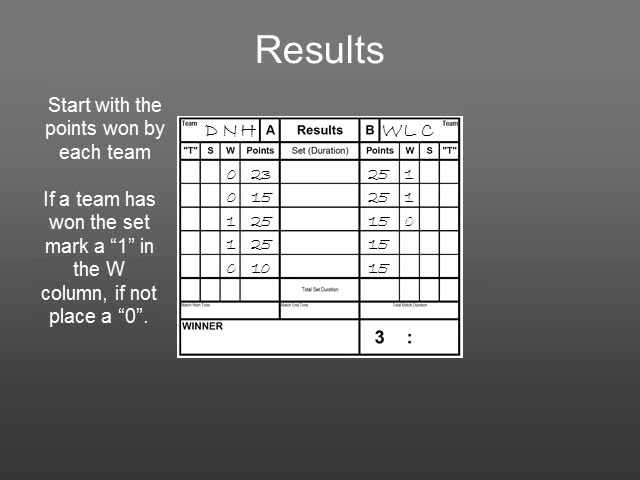 Results
Start with the
points won by
each team
If a team has
won the set
mark a “1” in
the W
column, if not
place a “0”.
Team DNH A Results B WLC Team
"T" S W Points Set (Duration) Points W S "T"
0 23 25 1
0 15 25 1
1 25 15 0
1 25 15
0 10 15
Total Set Duration
Match Start Time: Match End Time: Total Match Duration:
WINNER 3 :